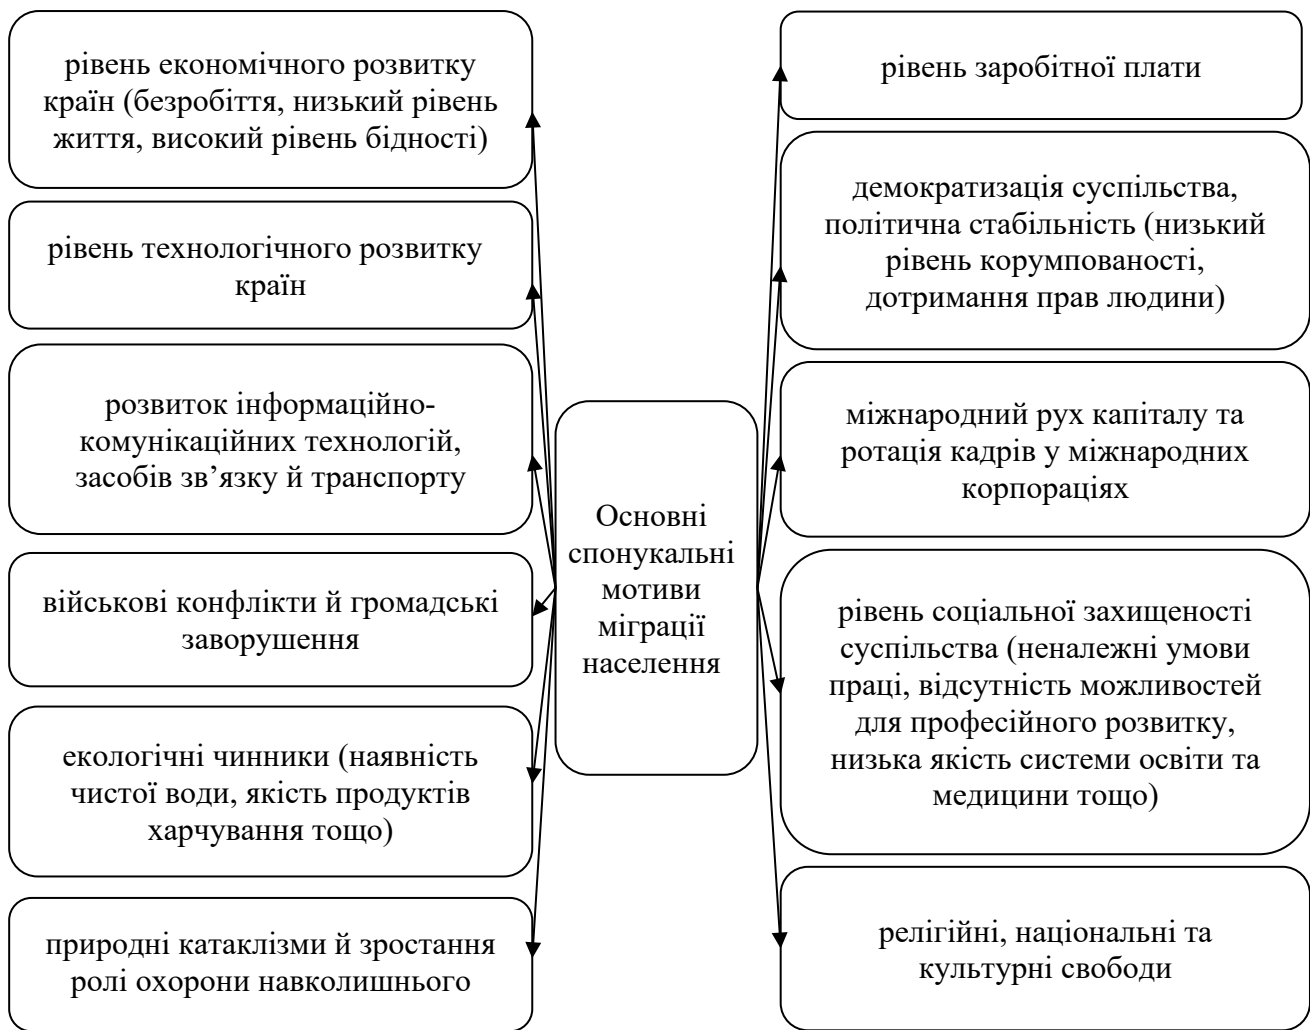 рівень економічного розвитку
країн (безробіття, низький рівень
життя, високий рівень бідності)
рівень технологічного розвитку
країн
розвиток інформаційно-
комунікаційних технологій,
засобів зв’язку й транспорту
військові конфлікти й громадські
заворушення
екологічні чинники (наявність
чистої води, якість продуктів
харчування тощо)
природні катаклізми й зростання
ролі охорони навколишнього
Основні
спонукальні
мотиви
міграції
населення
рівень заробітної плати
демократизація суспільства,
політична стабільність (низький
рівень корумпованості,
дотримання прав людини)
міжнародний рух капіталу та
ротація кадрів у міжнародних
корпораціях
рівень соціальної захищеності
суспільства (неналежні умови
праці, відсутність можливостей
для професійного розвитку,
низька якість системи освіти та
медицини тощо)
релігійні, національні та
культурні свободи